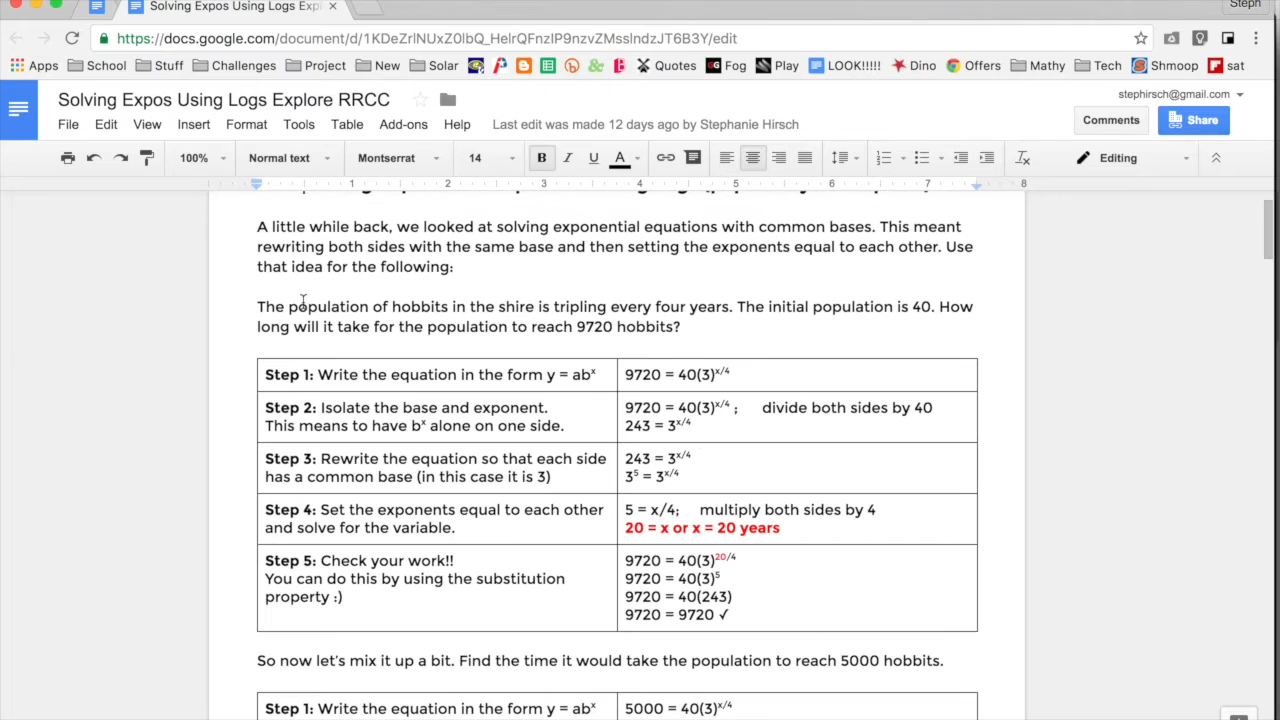 Solving Expos Using Logs Explo × Steph
https://docs.google.com/document/d/1KDeZrlNUxZ0lbQ_HelrQFnzIP9nzvZMsslndzJT6B3Y/edit
Apps School Stuff Challenges Project New Solar Quotes Fog Play LOOK!!!!! Dino Offers Mathy Tech Shmoop sat
Solving Expos Using Logs Explore RRCC
stephirsch@gmail.com
File Edit View Insert Format Tools Table Add-ons Help Last edit was made 12 days ago by Stephanie Hirsch
Comments Share
100% Normal text Montserrat 14 B I U A Editing
1 2 3 4 5 6 7 8
A little while back, we looked at solving exponential equations with common bases. This meant
rewriting both sides with the same base and then setting the exponents equal to each other. Use
that idea for the following:
The population of hobbits in the shire is tripling every four years. The initial population is 40. How
long will it take for the population to reach 9720 hobbits?
Step 1: Write the equation in the form y = abˣ
9720 = 40(3)^x/4
Step 2: Isolate the base and exponent.
This means to have bˣ alone on one side.
9720 = 40(3)^x/4 ; divide both sides by 40
243 = 3^x/4
Step 3: Rewrite the equation so that each side
has a common base (in this case it is 3)
243 = 3^x/4
3⁵ = 3^x/4
Step 4: Set the exponents equal to each other
and solve for the variable.
5 = x/4; multiply both sides by 4
20 = x or x = 20 years
Step 5: Check your work!!
You can do this by using the substitution
property :)
9720 = 40(3)^20/4
9720 = 40(3)⁵
9720 = 40(243)
9720 = 9720 ✓
So now let's mix it up a bit. Find the time it would take the population to reach 5000 hobbits.
Step 1: Write the equation in the form y = abˣ
5000 = 40(3)^x/4